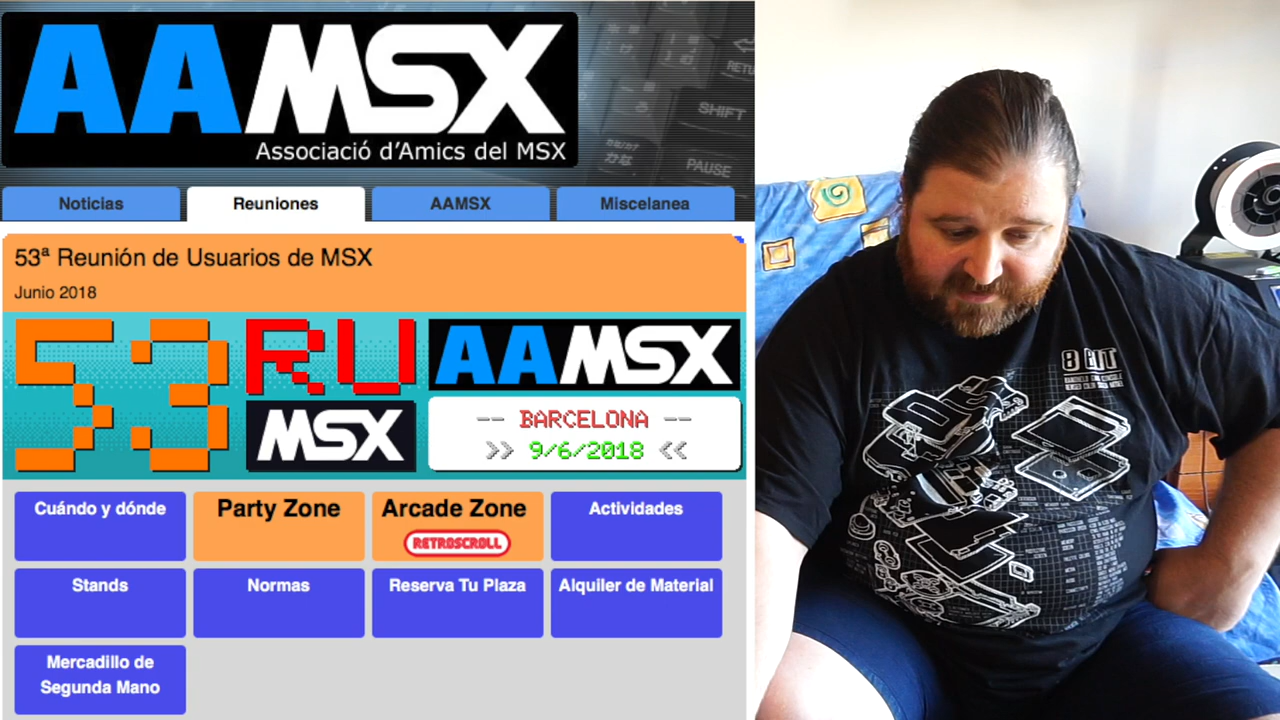 AAMSX
Associació d'Amics del MSX
SHIFT
PAUSE
Noticias
Reuniones
AAMSX
Miscelanea
53ª Reunión de Usuarios de MSX
Junio 2018
53
RU
MSX
AAMSX
-- BARCELONA --
>> 9/6/2018 <<
Cuándo y dónde
Party Zone
Arcade Zone
RETROSCROLL
Actividades
Stands
Normas
Reserva Tu Plaza
Alquiler de Material
Mercadillo de
Segunda Mano
8 BIT